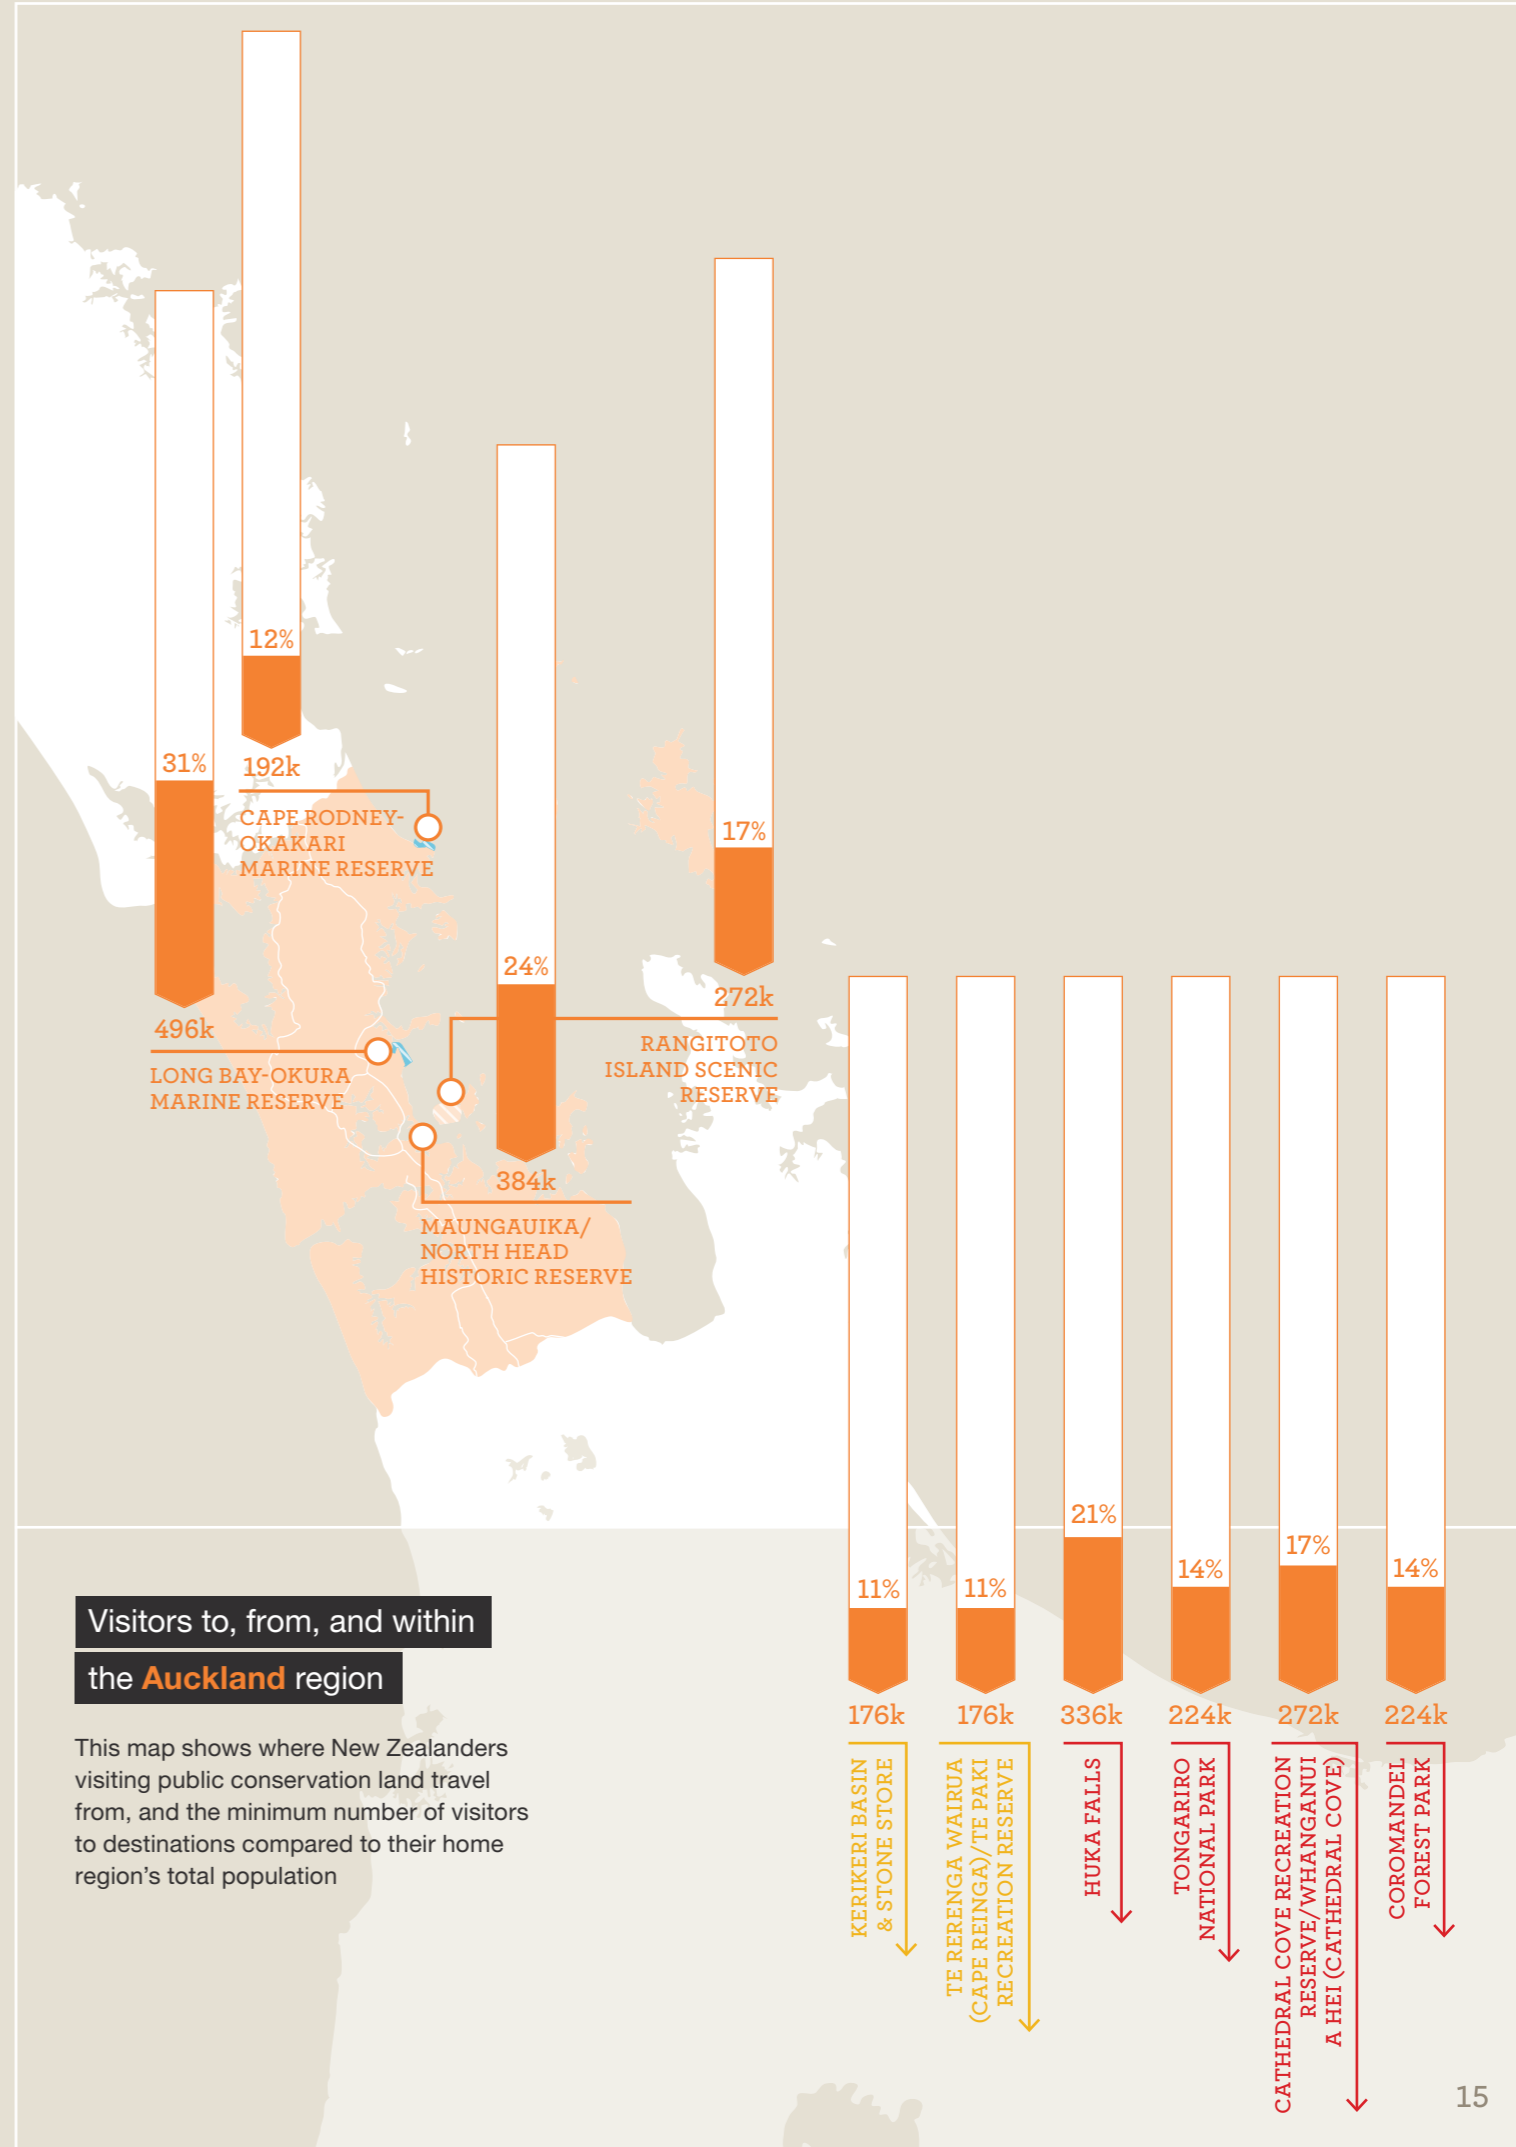 12%
192k
CAPE RODNEY-
OKAKARI
MARINE RESERVE
31%
496k
LONG BAY-OKURA
MARINE RESERVE
24%
384k
MAUNGAUIKA/
NORTH HEAD
HISTORIC RESERVE
17%
272k
RANGITOTO
ISLAND SCENIC
RESERVE
Visitors to, from, and within
the Auckland region
This map shows where New Zealanders
visiting public conservation land travel
from, and the minimum number of visitors
to destinations compared to their home
region’s total population
11%
176k
KERIKERI BASIN
& STONE STORE
11%
176k
TE RERENGA WAIRUA
(CAPE REINGA)/TE PAKI
RECREATION RESERVE
21%
336k
HUKA FALLS
14%
224k
TONGARIRO
NATIONAL PARK
17%
272k
CATHEDRAL COVE RECREATION
RESERVE/WHANGANUI
A HEI (CATHEDRAL COVE)
14%
224k
COROMANDEL
FOREST PARK
15